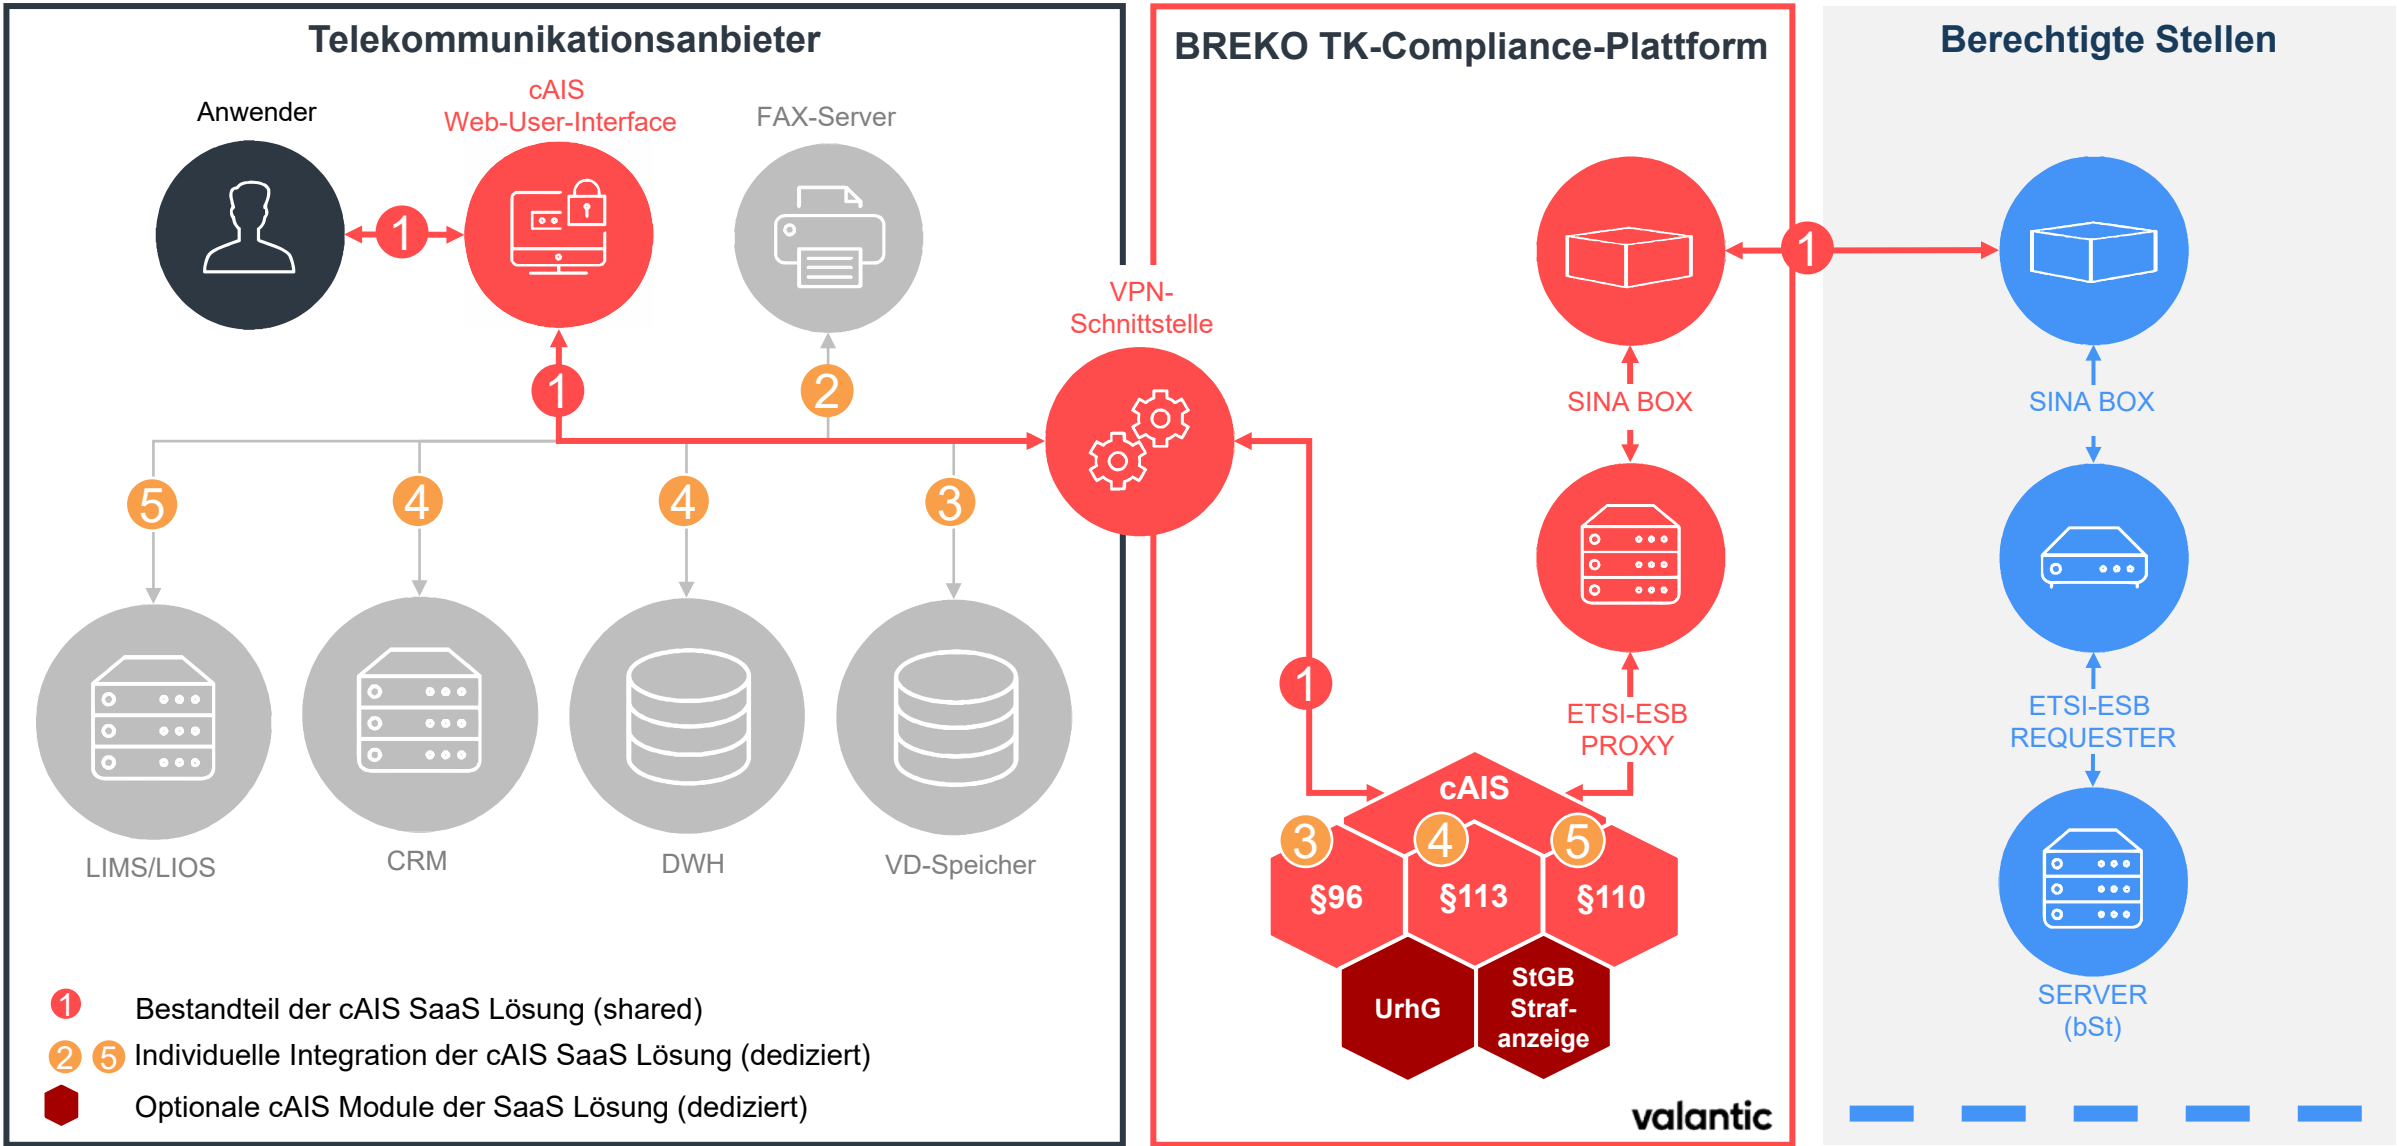 Telekommunikationsanbieter
Anwender
cAIS
Web-User-Interface
FAX-Server
1
1
2
5
4
4
3
LIMS/LIOS
CRM
DWH
VD-Speicher
1 Bestandteil der cAIS SaaS Lösung (shared)
2 5 Individuelle Integration der cAIS SaaS Lösung (dediziert)
Optionale cAIS Module der SaaS Lösung (dediziert)
VPN-
Schnittstelle
BREKO TK-Compliance-Plattform
1
SINA BOX
1
ETSI-ESB
PROXY
cAIS
3
4
5
§96
§113
§110
UrhG
StGB
Straf-
anzeige
valantic
Berechtigte Stellen
SINA BOX
ETSI-ESB
REQUESTER
SERVER
(bSt)